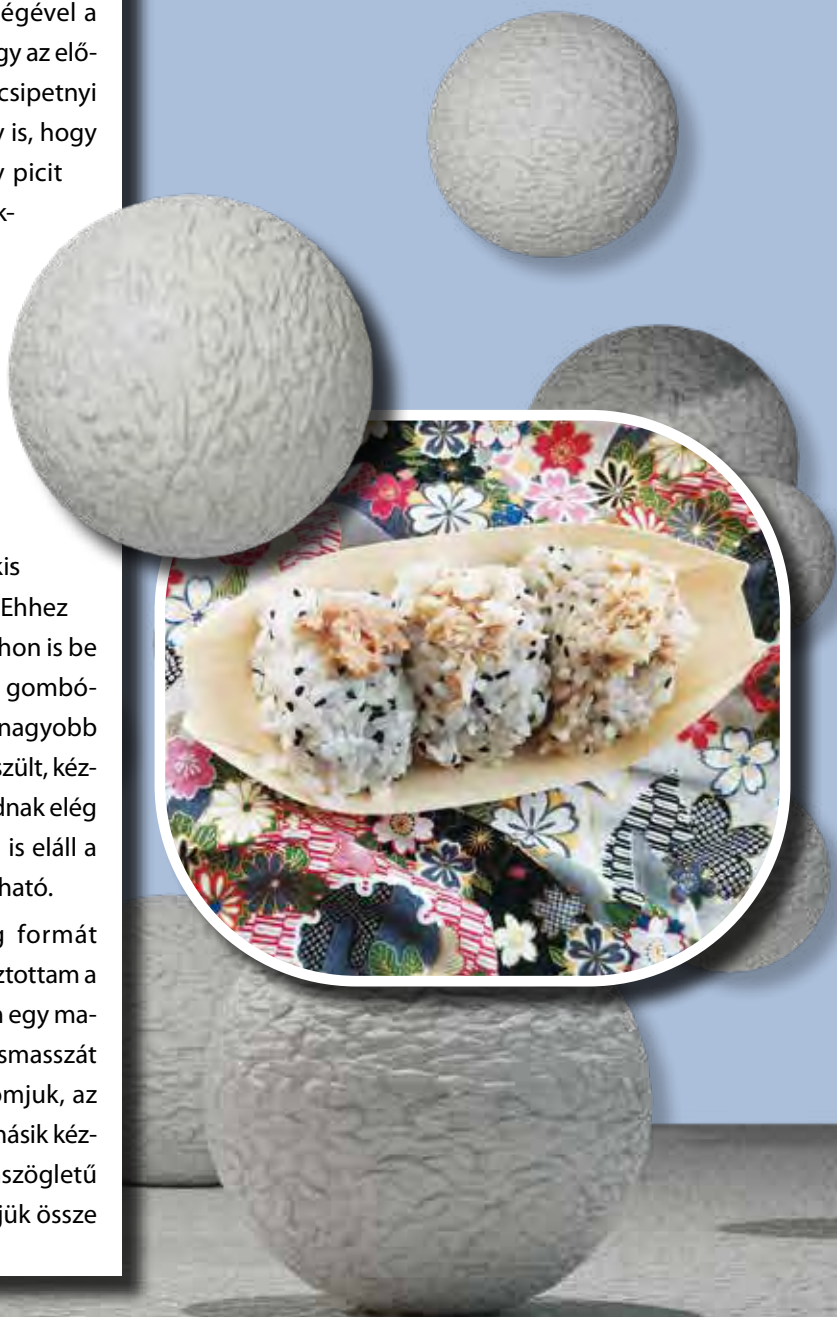 égével a
gy az elő-
csipetnyi
y is, hogy
y picit
k-
kis
Ehhez
hon is be
gombó-
nagyobb
szült, kéz-
dnak elég
is eláll a
ható.
g formát
ztottam a
n egy ma-
smasszát
omjuk, az
násik kéz-
szögletű
jük össze